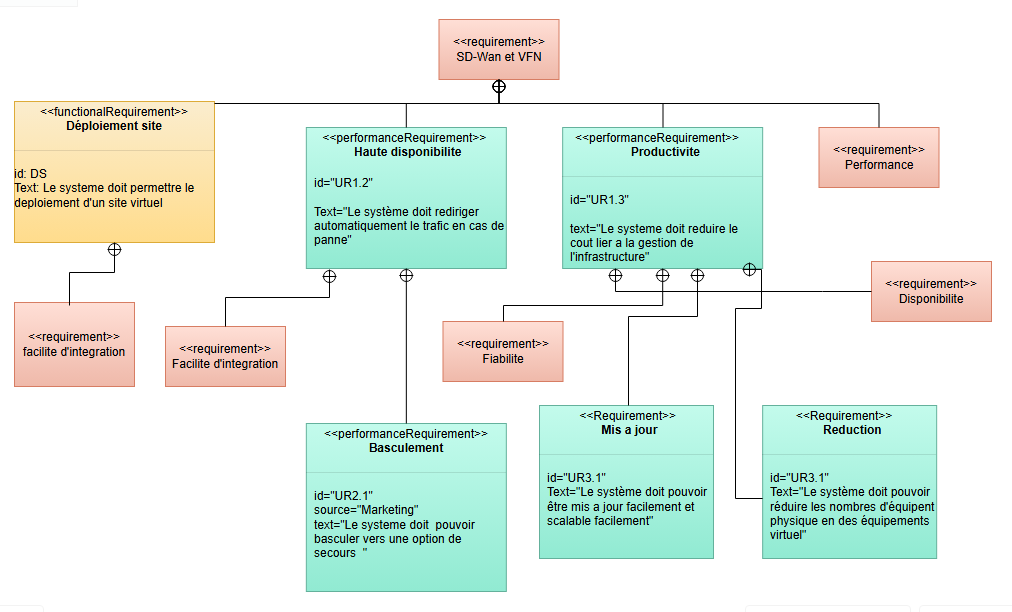 <<requirement>>
SD-Wan et VFN
<<functionalRequirement>>
Déploiement site
id: DS
Text: Le systeme doit permettre le
deploiement d'un site virtuel
<<performanceRequirement>>
Haute disponibilite
id="UR1.2"
Text="Le système doit rediriger
automatiquement le trafic en cas de
panne"
<<performanceRequirement>>
Productivite
id="UR1.3"
text="Le systeme doit reduire le
cout lier a la gestion de
l'infrastructure"
<<requirement>>
Performance
<<requirement>>
Disponibilite
<<requirement>>
facilite d'integration
<<requirement>>
Facilite d'integration
<<requirement>>
Fiabilite
<<performanceRequirement>>
Basculement
id="UR2.1"
source="Marketing"
text="Le systeme doit  pouvoir
basculer vers une option de
secours  "
<<Requirement>>
Mis a jour
id="UR3.1"
Text="Le système doit pouvoir
être mis a jour facilement et
scalable facilement"
<<Requirement>>
Reduction
id="UR3.1"
Text="Le système doit pouvoir
réduire les nombres d'équipent
physique en des équipements
virtuel"